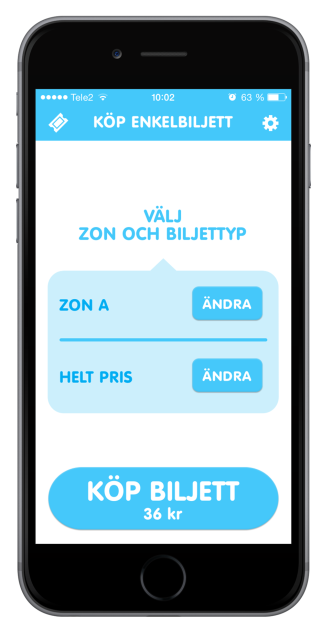 Tele2 10:02 63 %
KÖP ENKELBILJETT
VÄLJ
ZON OCH BILJETTYP
ZON A ÄNDRA
HELT PRIS ÄNDRA
KÖP BILJETT
36 kr